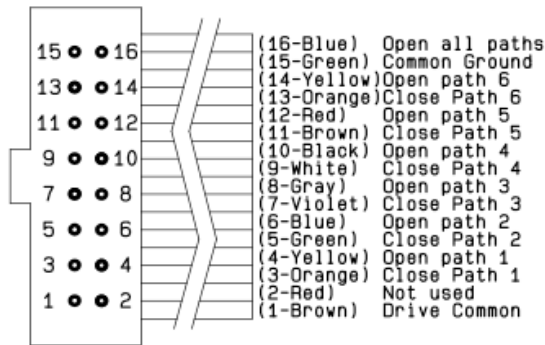 15 16
13 14
11 12
9 10
7 8
5 6
3 4
1 2
(16-Blue) Open all paths
(15-Green) Common Ground
(14-Yellow)Open path 6
(13-Orange)Close Path 6
(12-Red) Open path 5
(11-Brown) Close Path 5
(10-Black) Open path 4
(9-White) Close Path 4
(8-Gray) Open path 3
(7-Violet) Close Path 3
(6-Blue) Open path 2
(5-Green) Close Path 2
(4-Yellow) Open path 1
(3-Orange) Close Path 1
(2-Red) Not used
(1-Brown) Drive Common